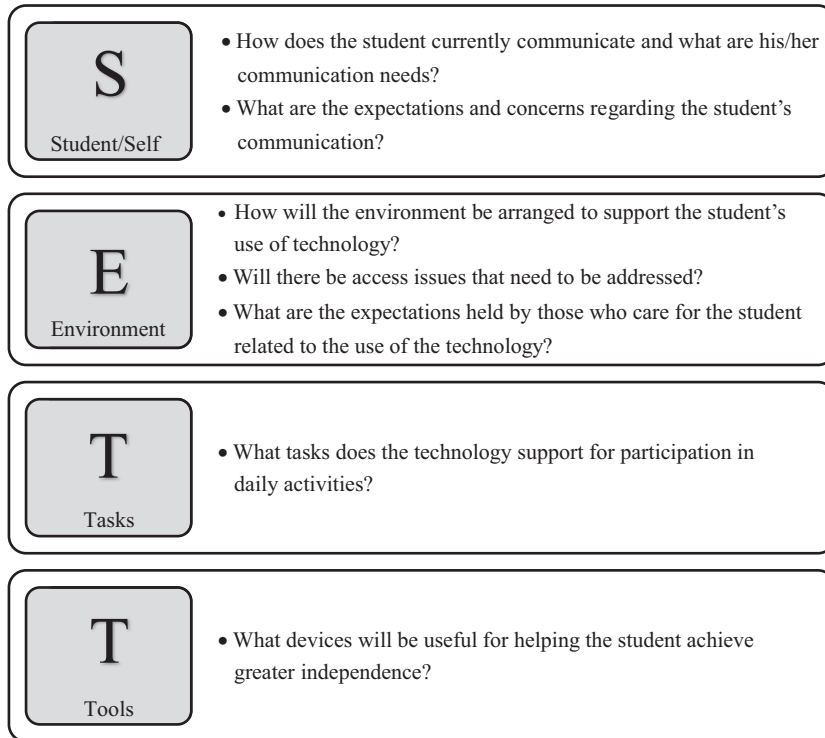 S
Student/Self
• How does the student currently communicate and what are his/her
communication needs?
• What are the expectations and concerns regarding the student’s
communication?
E
Environment
• How will the environment be arranged to support the student’s
use of technology?
• Will there be access issues that need to be addressed?
• What are the expectations held by those who care for the student
related to the use of the technology?
T
Tasks
• What tasks does the technology support for participation in
daily activities?
T
Tools
• What devices will be useful for helping the student achieve
greater independence?